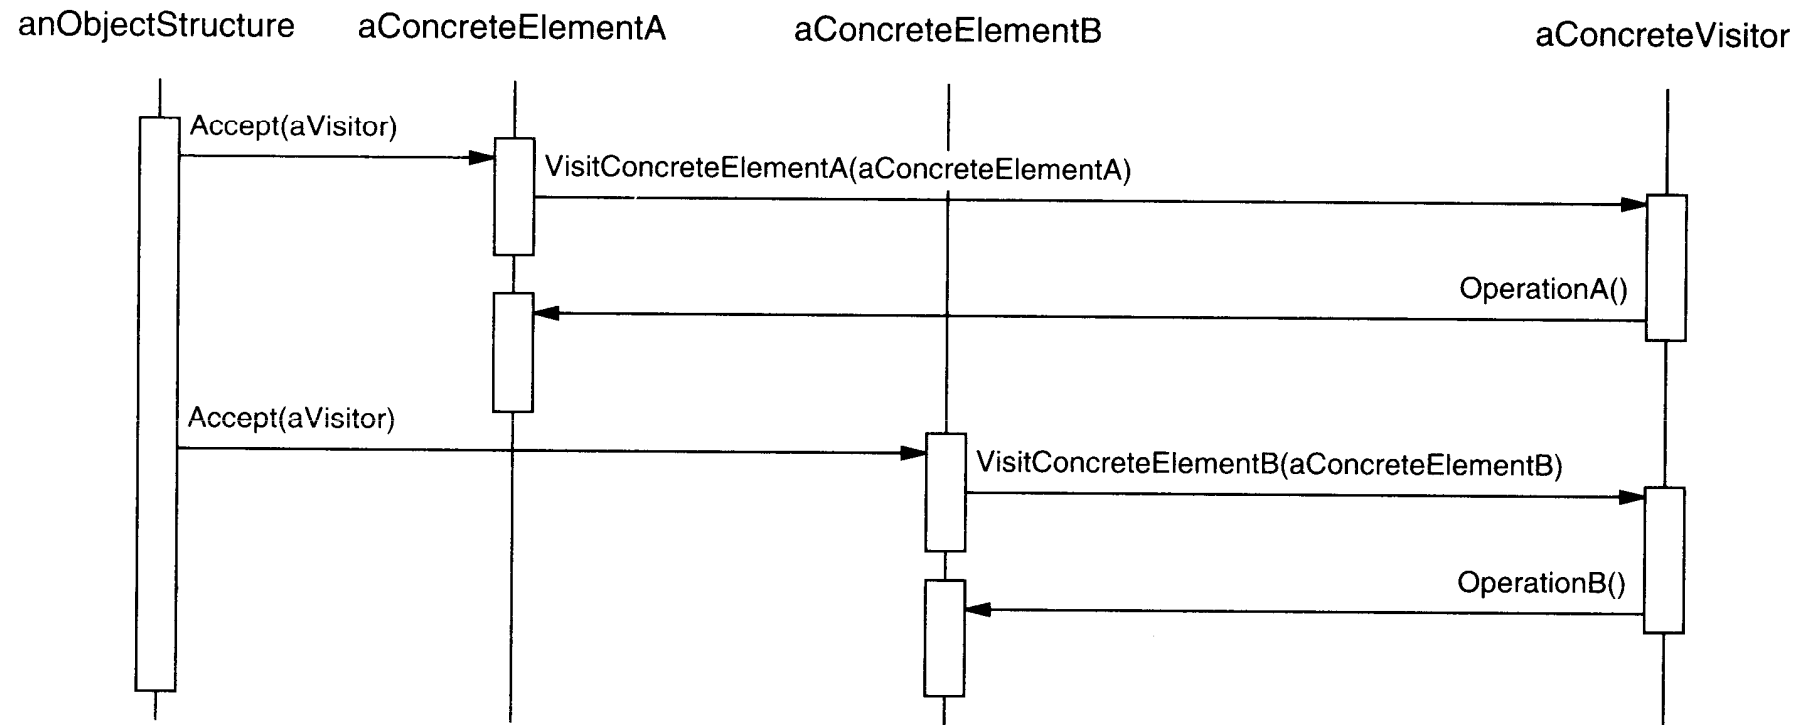 anObjectStructure
aConcreteElementA
aConcreteElementB
aConcreteVisitor
Accept(aVisitor)
VisitConcreteElementA(aConcreteElementA)
OperationA()
Accept(aVisitor)
VisitConcreteElementB(aConcreteElementB)
OperationB()